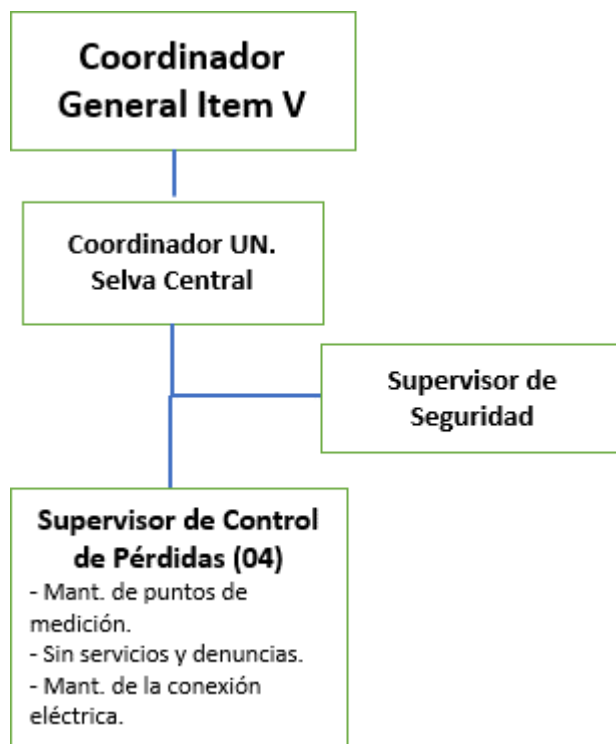 Coordinador
General Item V
Coordinador UN.
Selva Central
Supervisor de
Seguridad
Supervisor de Control
de Pérdidas (04)
- Mant. de puntos de
medición.
- Sin servicios y denuncias.
- Mant. de la conexión
eléctrica.